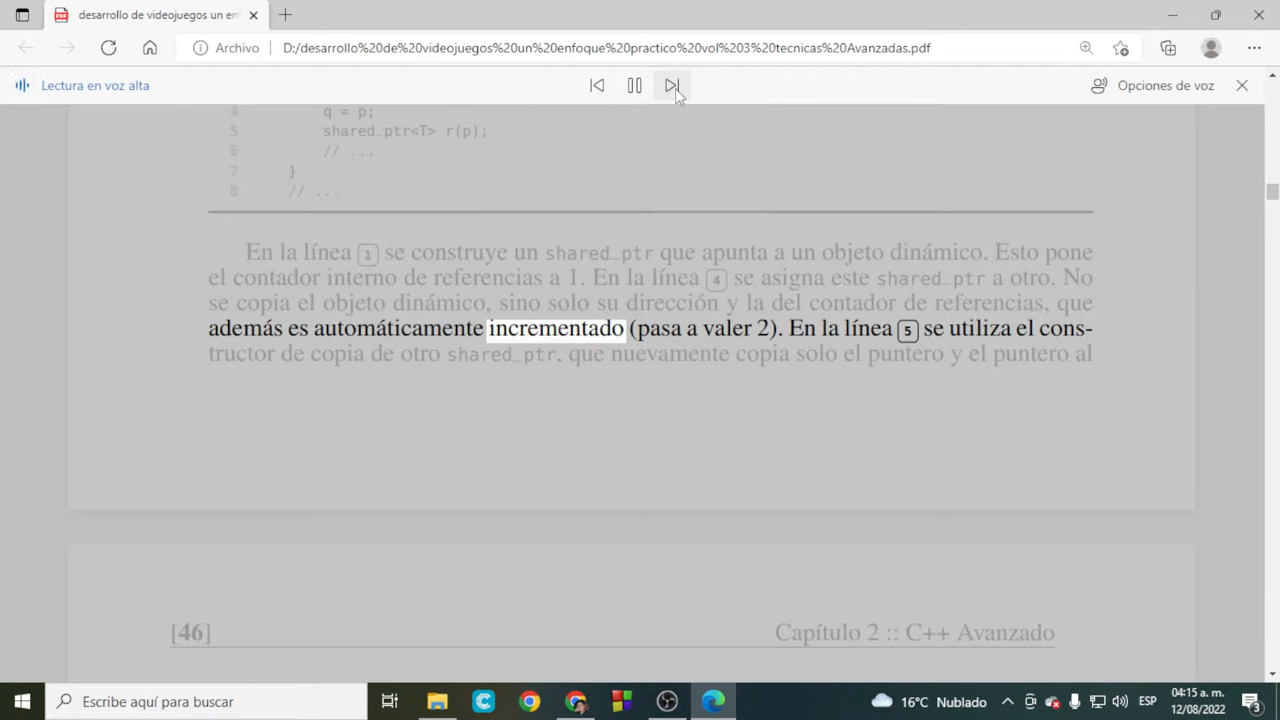 desarrollo de videojuegos un en
Archivo
D:/desarrollo%20de%20videojuegos%20un%20enfoque%20practico%20vol%203%20tecnicas%20Avanzadas.pdf
Lectura en voz alta
Opciones de voz
4 q = p;
5 shared_ptr<T> r(p);
6 // ...
7 }
8 // ...
En la línea 1 se construye un shared_ptr que apunta a un objeto dinámico. Esto pone
el contador interno de referencias a 1. En la línea 4 se asigna este shared_ptr a otro. No
se copia el objeto dinámico, sino solo su dirección y la del contador de referencias, que
además es automáticamente incrementado (pasa a valer 2). En la línea 5 se utiliza el cons-
tructor de copia de otro shared_ptr, que nuevamente copia solo el puntero y el puntero al
[46] Capítulo 2 :: C++ Avanzado
Escribe aquí para buscar
16°C Nublado
ESP
04:15 a. m.
12/08/2022
3